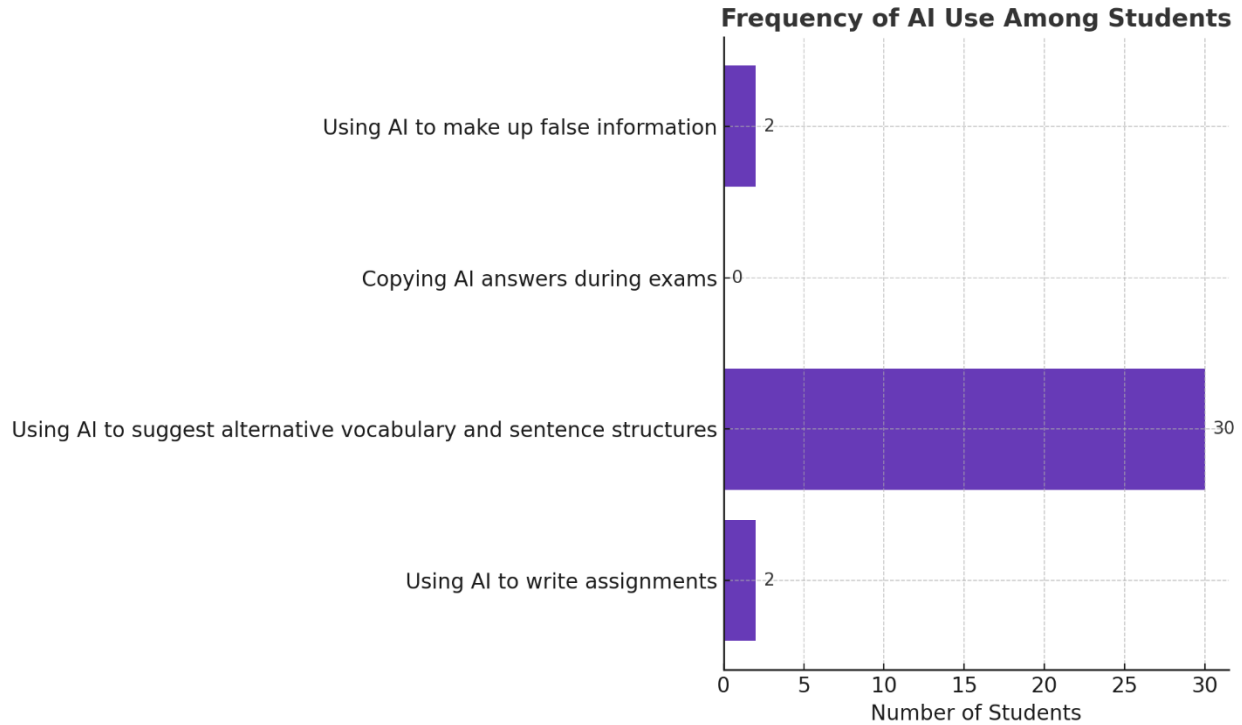 Frequency of AI Use Among Students
Using AI to make up false information
2
Copying AI answers during exams
0
Using AI to suggest alternative vocabulary and sentence structures
30
Using AI to write assignments
2
0 5 10 15 20 25 30
Number of Students